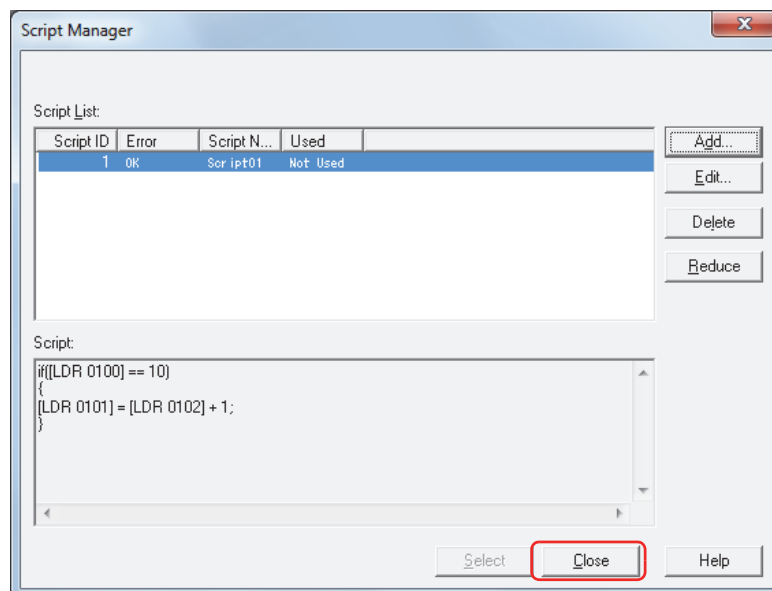 Script Manager
X
Script List:
Script ID Error Script N... Used
1 OK Script01 Not Used
Add...
Edit...
Delete
Reduce
Script:
if([LDR 0100] == 10)
{
[LDR 0101] = [LDR 0102] + 1;
}
Select Close Help